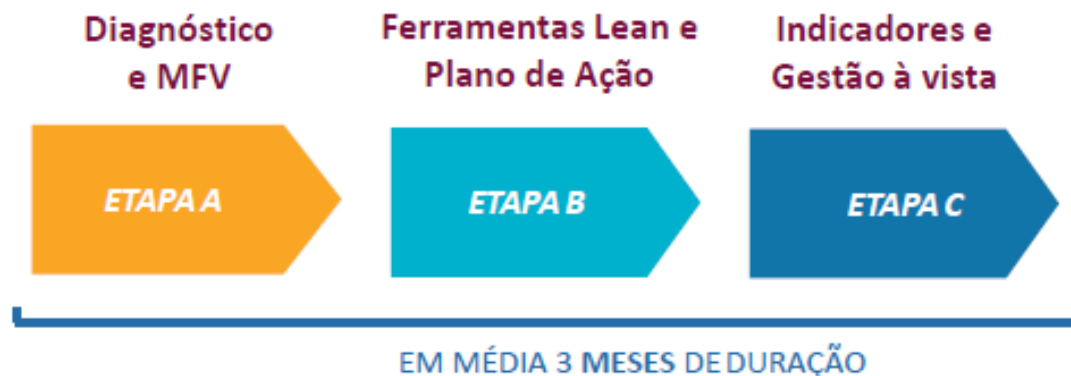 Diagnóstico
e MFV
Ferramentas Lean e
Plano de Ação
Indicadores e
Gestão à vista
ETAPA A
ETAPA B
ETAPA C
EM MÉDIA 3 MESES DE DURAÇÃO